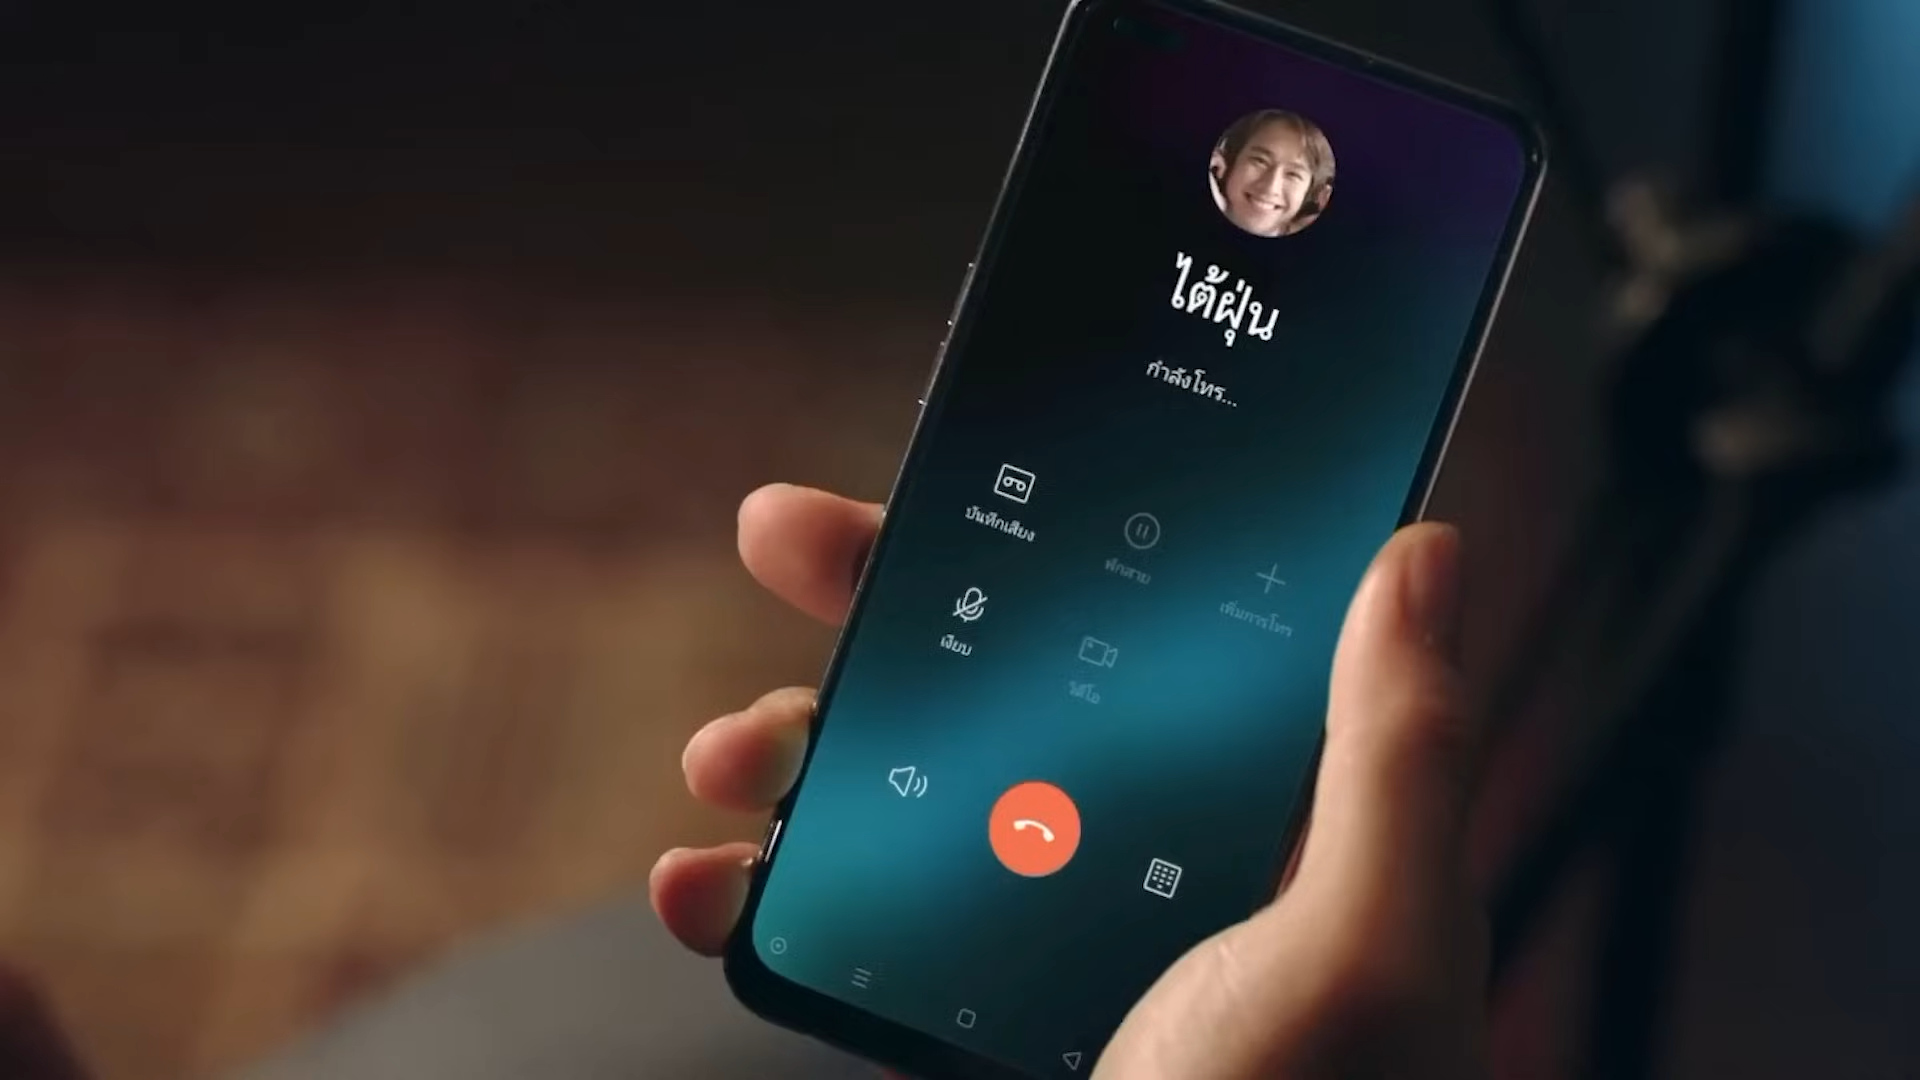 ไต้ฝุ่น
กำลังโทร...
บันทึกเสียง
พักสาย
เพิ่มการโทร
เงียบ
วิดีโอ